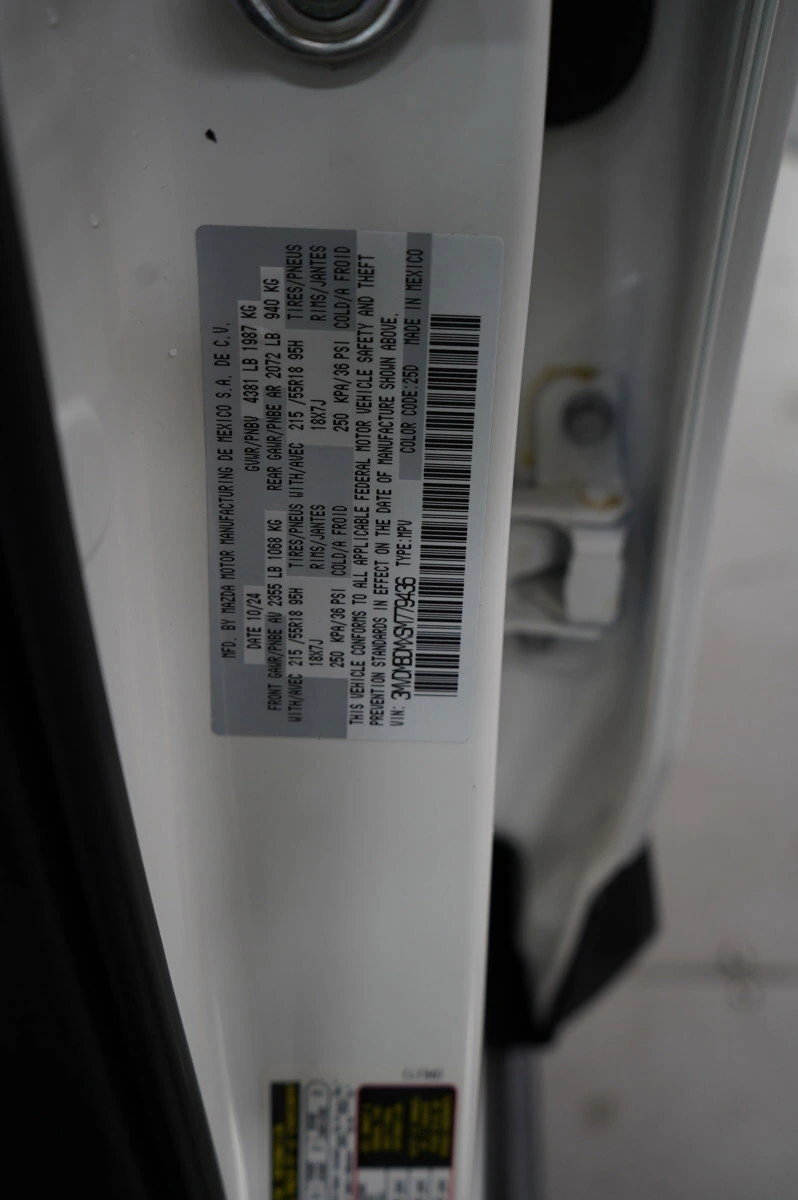 MFD. BY MAZDA MOTOR MANUFACTURING DE MEXICO S.A. DE C.V.
DATE 10/24 GVWR/PNBV 4381 LB 1987 KG
FRONT GAWR/PNBE AV 2355 LB 1068 KG REAR GAWR/PNBE AR 2072 LB 940 KG
WITH/AVEC 215 /55R18 95H TIRES/PNEUS WITH/AVEC 215 /55R18 95H TIRES/PNEUS
18X7J RIMS/JANTES 18X7J RIMS/JANTES
250 KPA/36 PSI COLD/A FROID 250 KPA/36 PSI COLD/A FROID
THIS VEHICLE CONFORMS TO ALL APPLICABLE FEDERAL MOTOR VEHICLE SAFETY AND THEFT
PREVENTION STANDARDS IN EFFECT ON THE DATE OF MANUFACTURE SHOWN ABOVE.
VIN: 3MVDMBDMXSM779436 TYPE:MPV COLOR CODE:25D MADE IN MEXICO